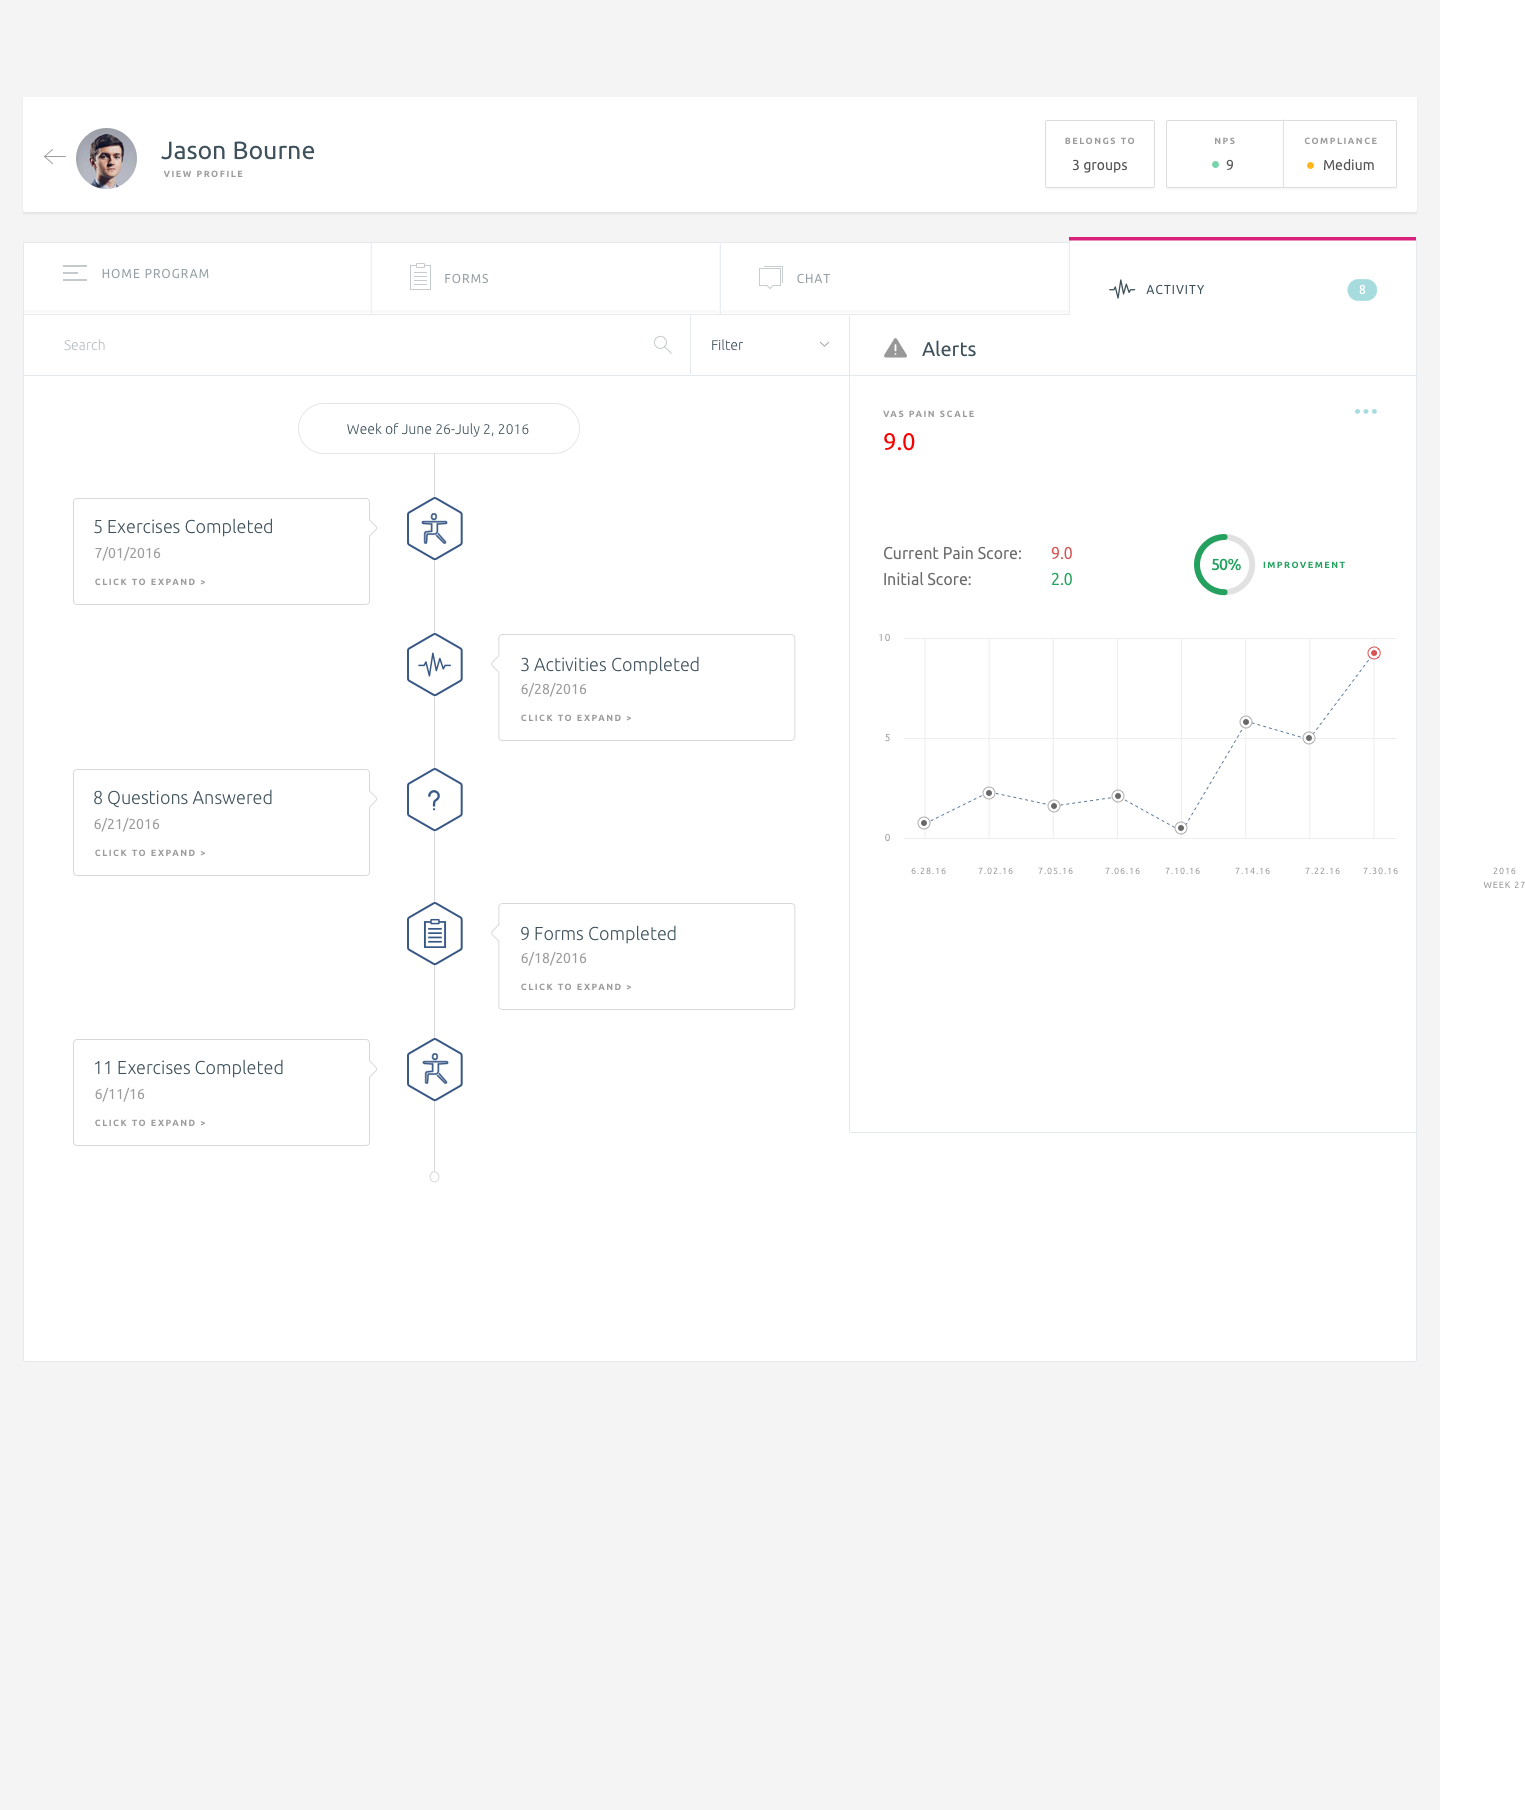 Jason Bourne
VIEW PROFILE
BELONGS TO
3 groups
NPS
9
COMPLIANCE
Medium
HOME PROGRAM
FORMS
CHAT
ACTIVITY
8
Search
Filter
Alerts
Week of June 26-July 2, 2016
5 Exercises Completed
7/01/2016
CLICK TO EXPAND >
3 Activities Completed
6/28/2016
CLICK TO EXPAND >
8 Questions Answered
6/21/2016
CLICK TO EXPAND >
9 Forms Completed
6/18/2016
CLICK TO EXPAND >
11 Exercises Completed
6/11/16
CLICK TO EXPAND >
VAS PAIN SCALE
9.0
Current Pain Score: 9.0
Initial Score: 2.0
50% IMPROVEMENT
10
5
0
6.28.16 7.02.16 7.05.16 7.06.16 7.10.16 7.14.16 7.22.16 7.30.16
2016
WEEK 27